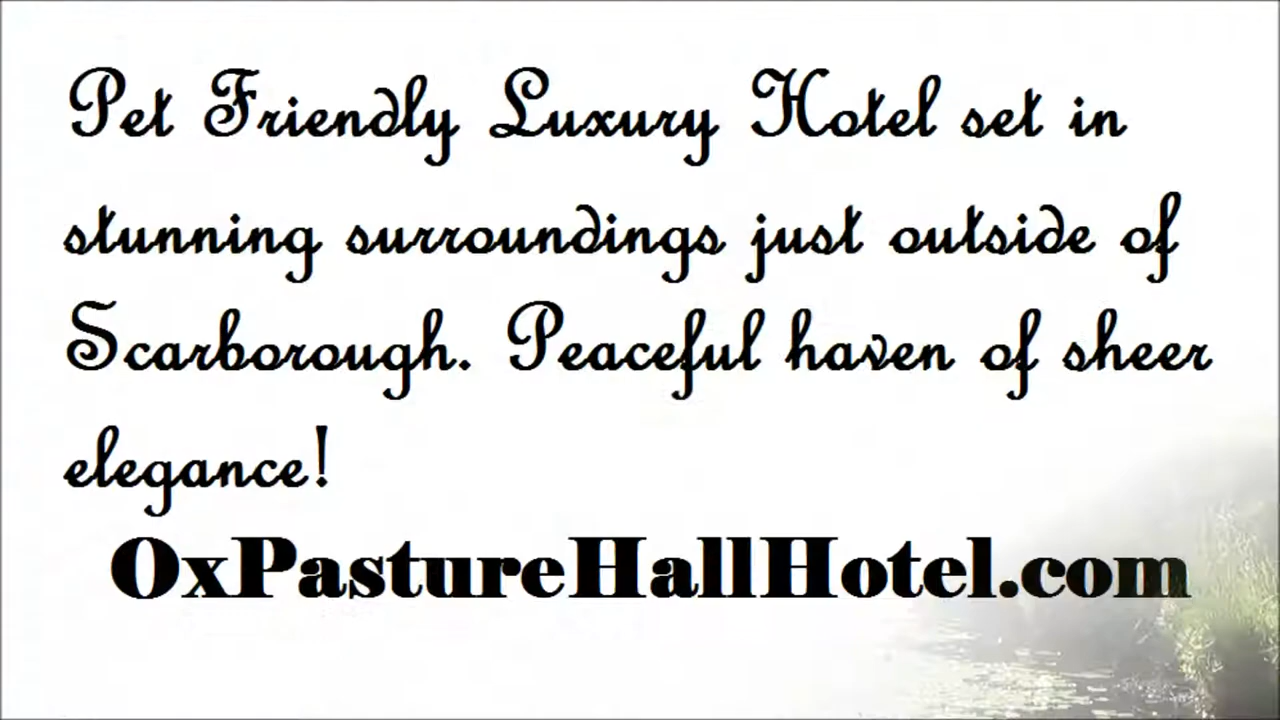 Pet Friendly Luxury Hotel set in
stunning surroundings just outside of
Scarborough. Peaceful haven of sheer
elegance!
OxPastureHallHotel.com